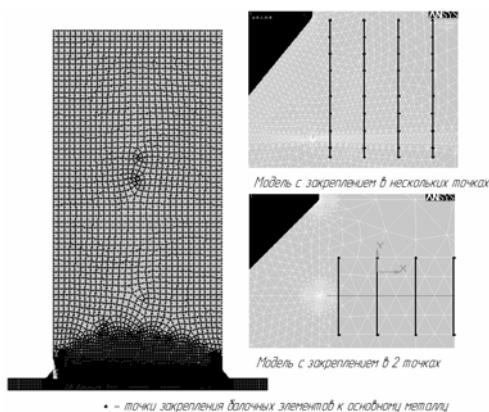 ANSYS
Модель с закреплением в нескольких точках
ANSYS
Y
X
Модель с закреплением в 2 точках
• – точки закрепления балочных элементов к основному металлу